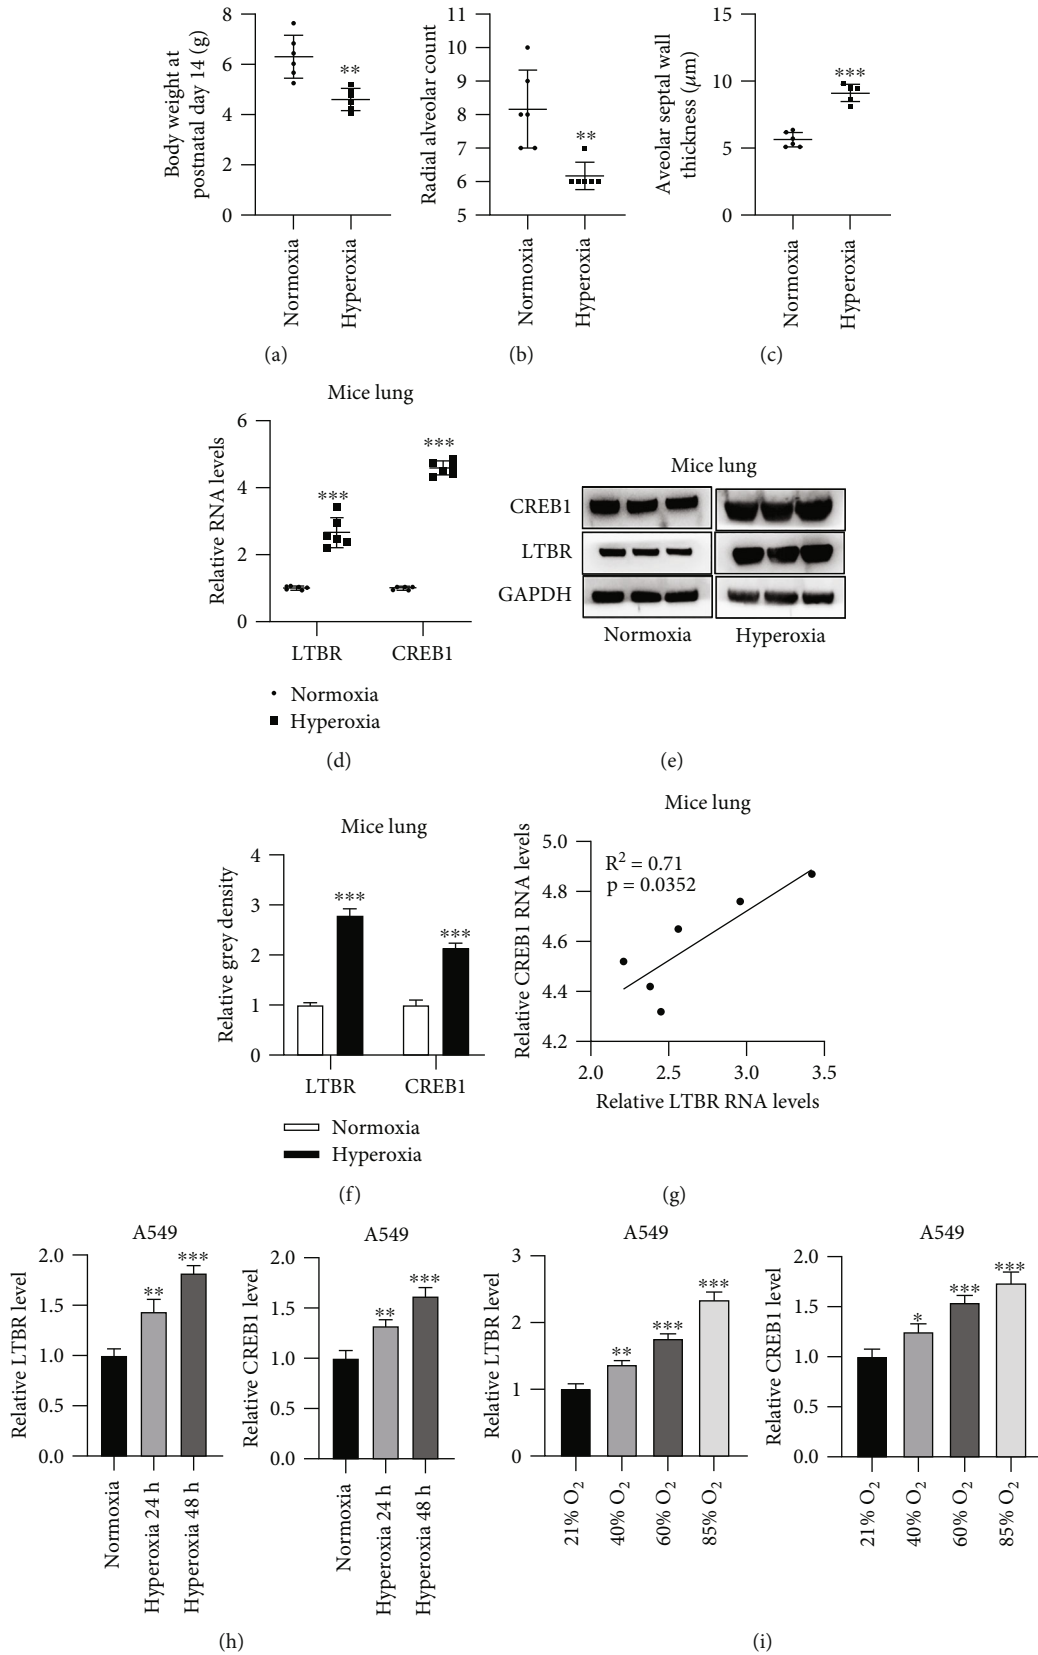 Body weight at
postnatal day 14 (g)
8
6
4
2
0
**
Normoxia
Hyperoxia
(a)
Radial alveolar count
11
10
9
8
7
6
5
**
Normoxia
Hyperoxia
(b)
Aveolar septal wall
thickness (μm)
15
10
5
0
***
Normoxia
Hyperoxia
(c)
Mice lung
Relative RNA levels
6
4
2
0
***
***
LTBR
CREB1
Normoxia
Hyperoxia
(d)
Mice lung
CREB1
LTBR
GAPDH
Normoxia
Hyperoxia
(e)
Mice lung
Relative grey density
4
3
2
1
0
***
***
LTBR
CREB1
Normoxia
Hyperoxia
(f)
Mice lung
Relative CREB1 RNA levels
5.0
4.8
4.6
4.4
4.2
R² = 0.71
p = 0.0352
2.0
2.5
3.0
3.5
Relative LTBR RNA levels
(g)
A549
Relative LTBR level
2.0
1.5
1.0
0.5
0.0
**
***
Normoxia
Hyperoxia 24 h
Hyperoxia 48 h
A549
Relative CREB1 level
2.0
1.5
1.0
0.5
0.0
**
***
Normoxia
Hyperoxia 24 h
Hyperoxia 48 h
(h)
A549
Relative LTBR level
3
2
1
0
**
***
***
21% O₂
40% O₂
60% O₂
85% O₂
A549
Relative CREB1 level
2.0
1.5
1.0
0.5
0.0
*
***
***
21% O₂
40% O₂
60% O₂
85% O₂
(i)